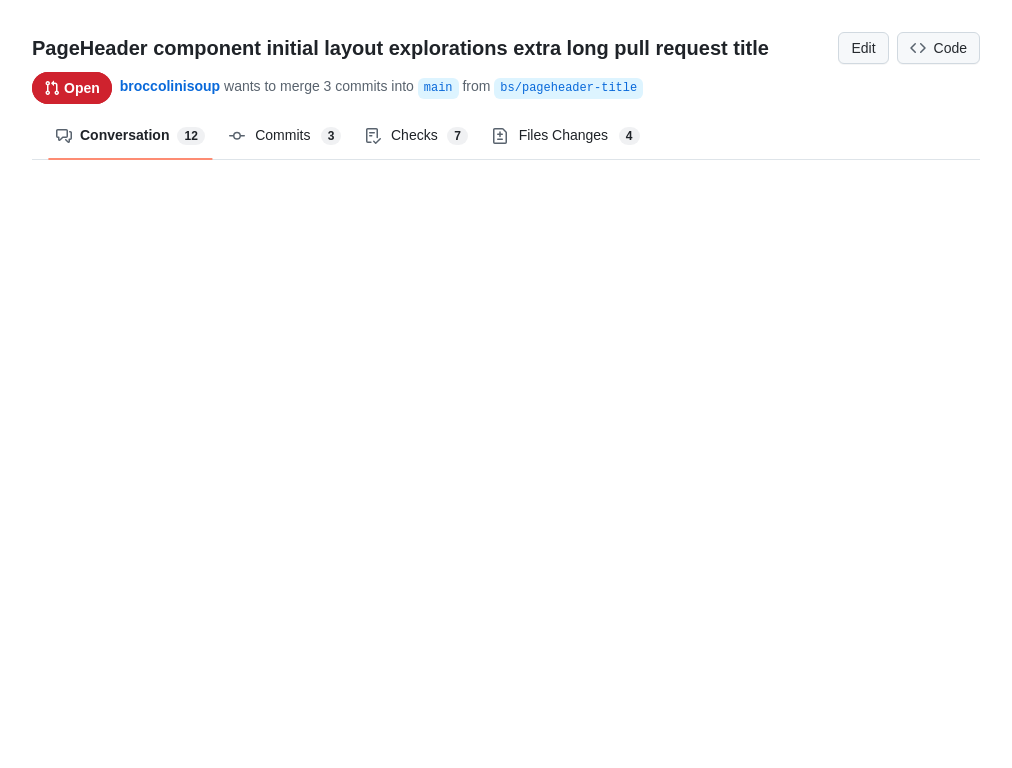 PageHeader component initial layout explorations extra long pull request title
Edit
Code
Open
broccolinisoup wants to merge 3 commits into main from bs/pageheader-title
Conversation 12
Commits 3
Checks 7
Files Changes 4